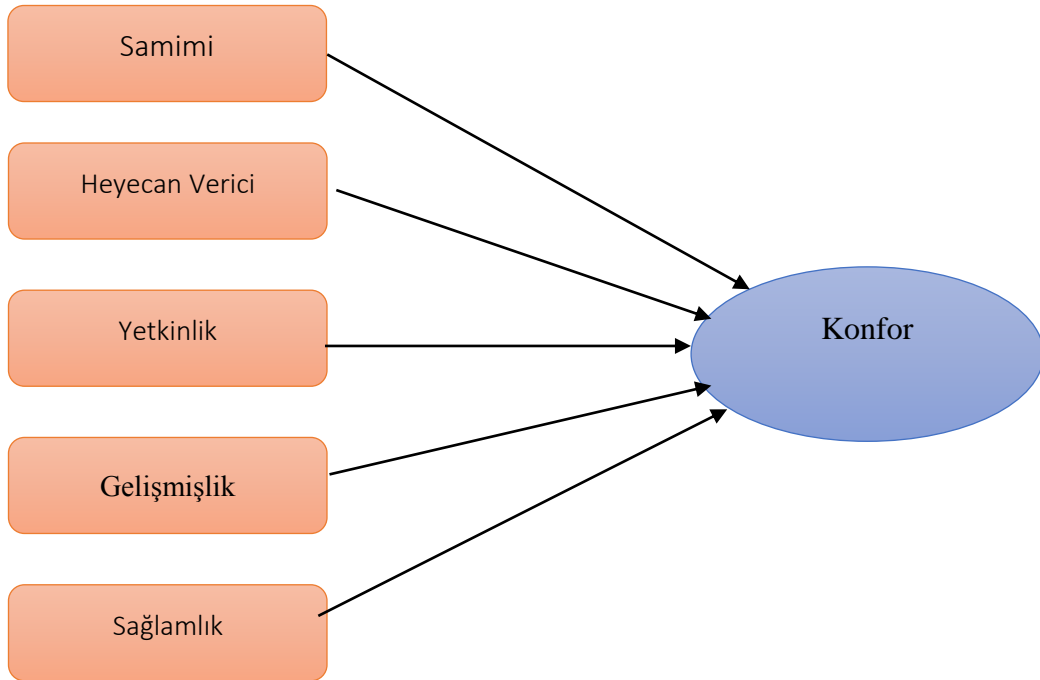 Samimi
Heyecan Verici
Yetkinlik
Konfor
Gelişmişlik
Sağlamlık